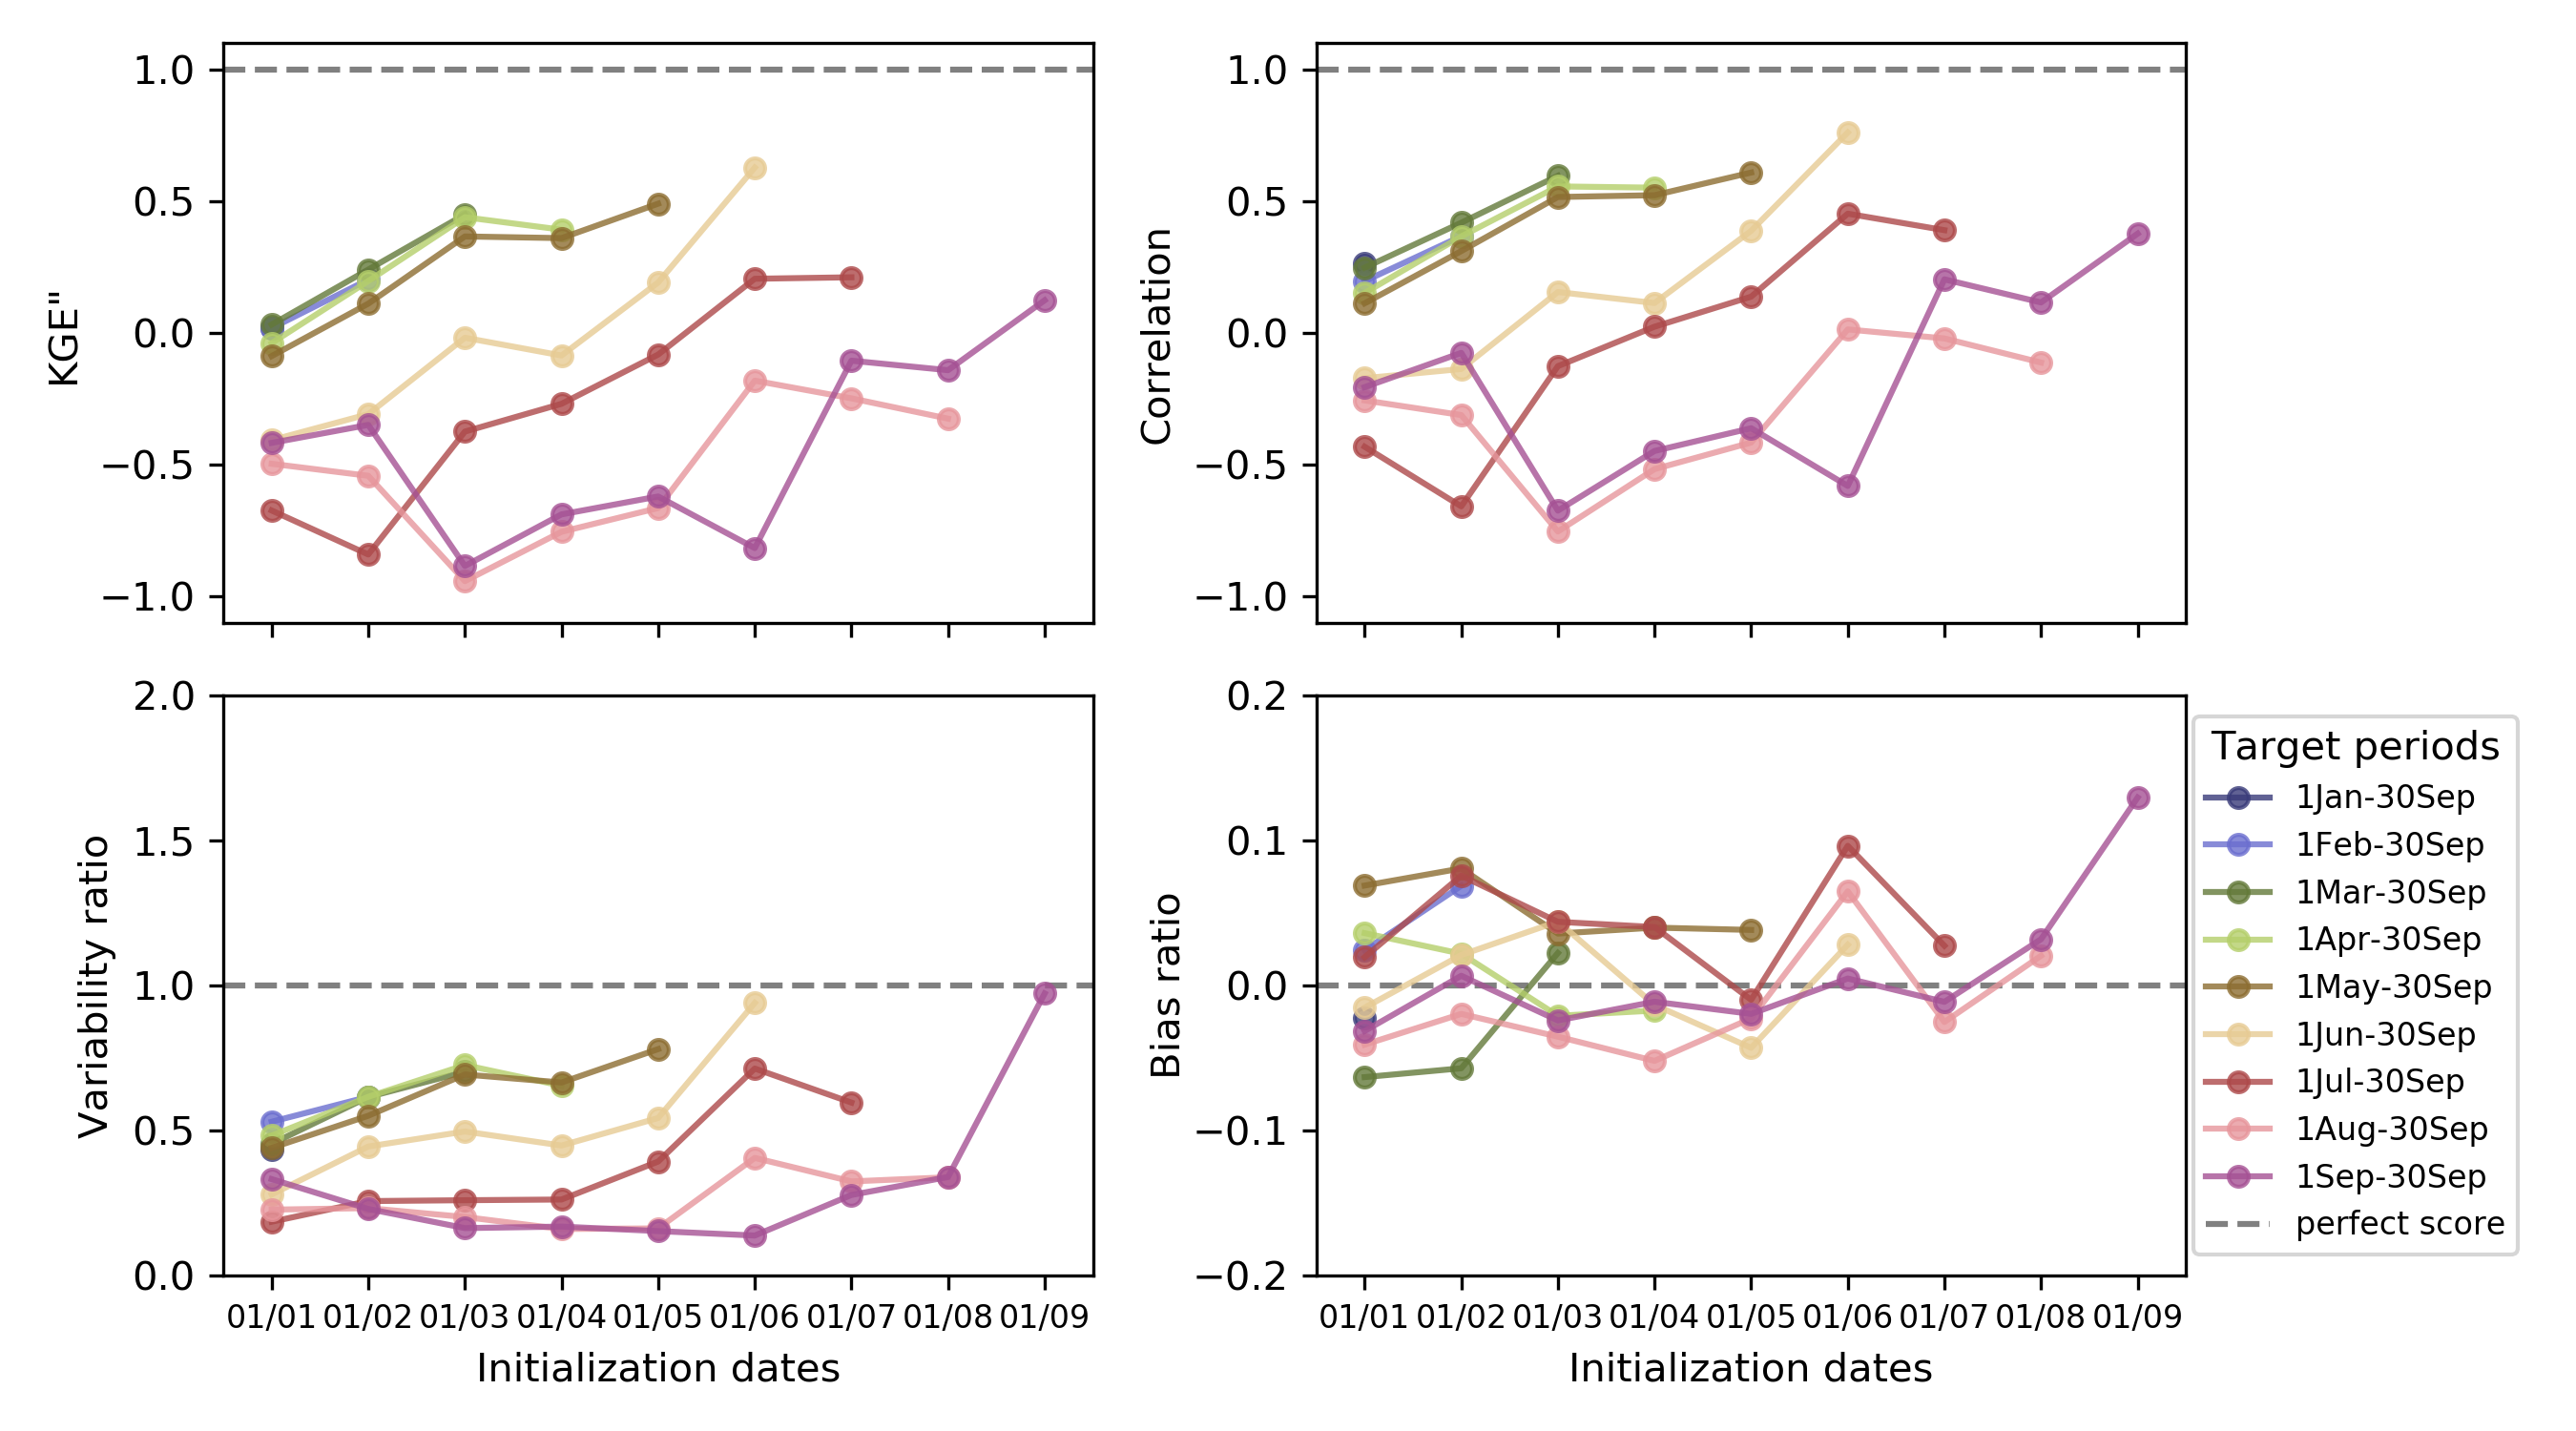 1.0
0.5
0.0
−0.5
−1.0
KGE"
1.0
0.5
0.0
−0.5
−1.0
Correlation
2.0
1.5
1.0
0.5
0.0
Variability ratio
01/01 01/02 01/03 01/04 01/05 01/06 01/07 01/08 01/09
Initialization dates
0.2
0.1
0.0
−0.1
−0.2
Bias ratio
01/01 01/02 01/03 01/04 01/05 01/06 01/07 01/08 01/09
Initialization dates
Target periods
1Jan-30Sep
1Feb-30Sep
1Mar-30Sep
1Apr-30Sep
1May-30Sep
1Jun-30Sep
1Jul-30Sep
1Aug-30Sep
1Sep-30Sep
perfect score